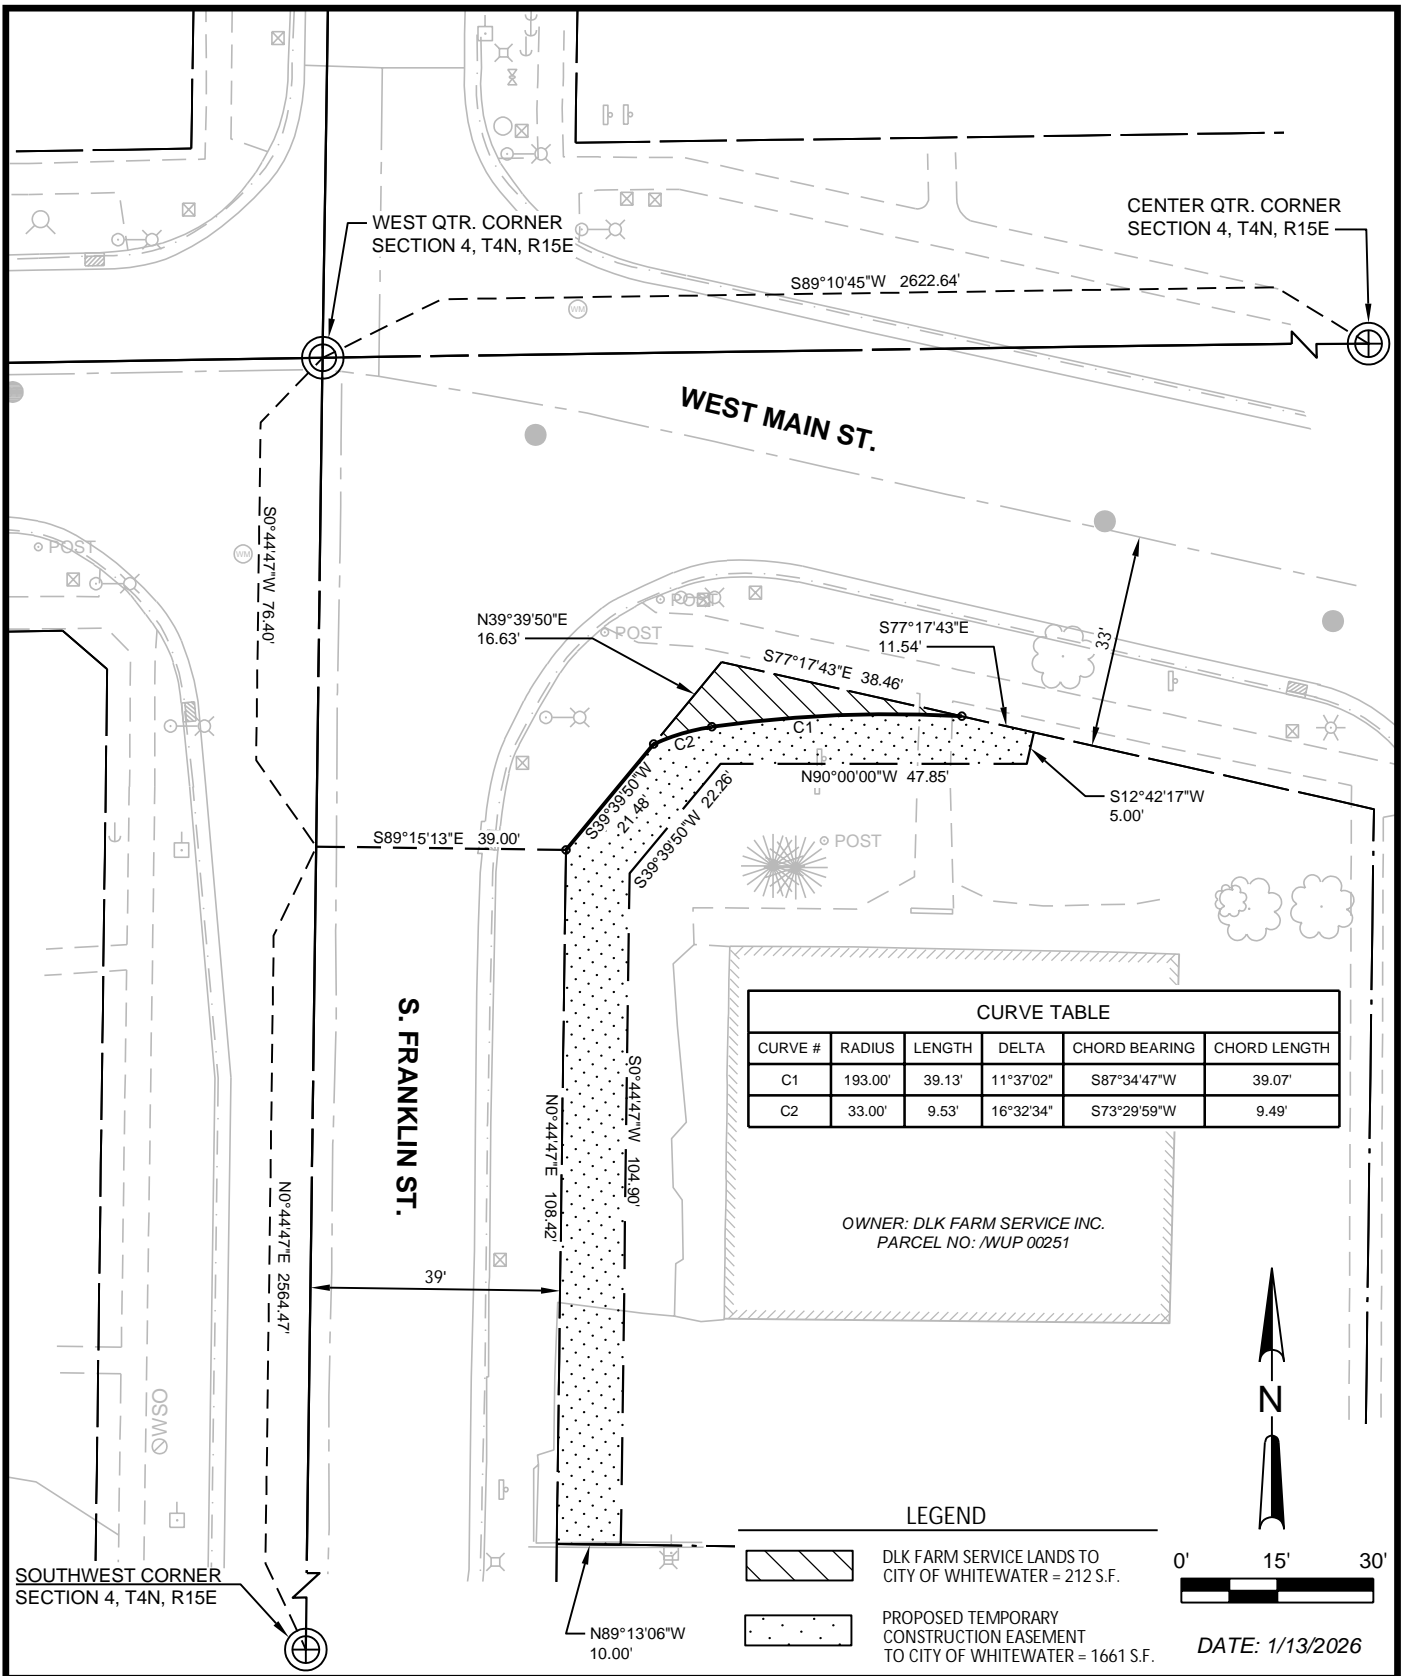 WEST QTR. CORNER
SECTION 4, T4N, R15E
CENTER QTR. CORNER
SECTION 4, T4N, R15E
S89°10'45"W 2622.64'
WM
WEST MAIN ST.
S0°44'47"W 76.40'
POST
WM
POST
POST
N39°39'50"E
16.63'
S77°17'43"E
11.54'
33'
S77°17'43"E 38.46'
C1
C2
S39°39'50"W
21.48'
S39°39'50"W 22.26'
N90°00'00"W 47.85'
S12°42'17"W
5.00'
S89°15'13"E 39.00'
POST
CURVE TABLE
CURVE # RADIUS LENGTH DELTA CHORD BEARING CHORD LENGTH
C1 193.00' 39.13' 11°37'02" S87°34'47"W 39.07'
C2 33.00' 9.53' 16°32'34" S73°29'59"W 9.49'
S. FRANKLIN ST.
N0°44'47"E 108.42'
S0°44'47"W 104.90'
N0°44'47"E 2564.47'
OWNER: DLK FARM SERVICE INC.
PARCEL NO: /WUP 00251
39'
WSO
N
LEGEND
DLK FARM SERVICE LANDS TO
CITY OF WHITEWATER = 212 S.F.
PROPOSED TEMPORARY
CONSTRUCTION EASEMENT
TO CITY OF WHITEWATER = 1661 S.F.
0' 15' 30'
DATE: 1/13/2026
SOUTHWEST CORNER
SECTION 4, T4N, R15E
N89°13'06"W
10.00'